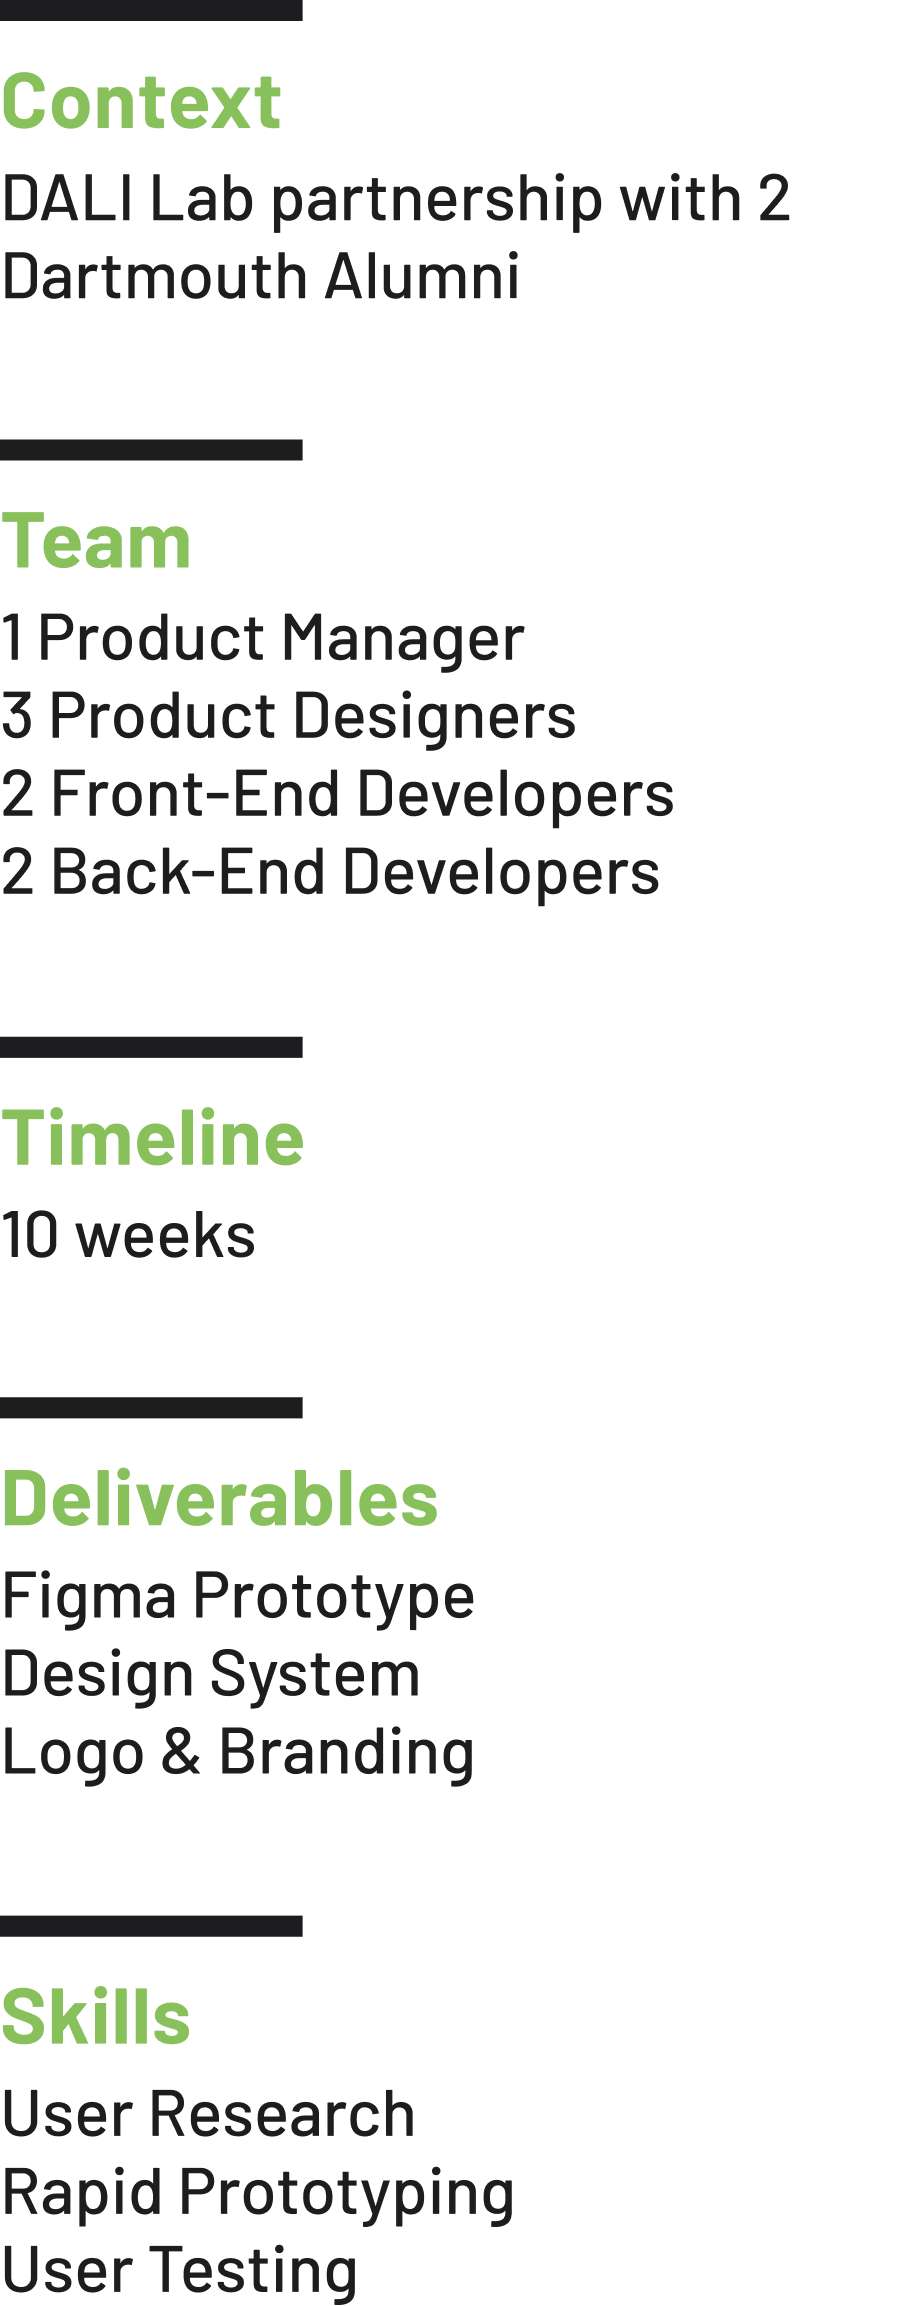 Context
DALI Lab partnership with 2
Dartmouth Alumni
Team
1 Product Manager
3 Product Designers
2 Front-End Developers
2 Back-End Developers
Timeline
10 weeks
Deliverables
Figma Prototype
Design System
Logo & Branding
Skills
User Research
Rapid Prototyping
User Testing